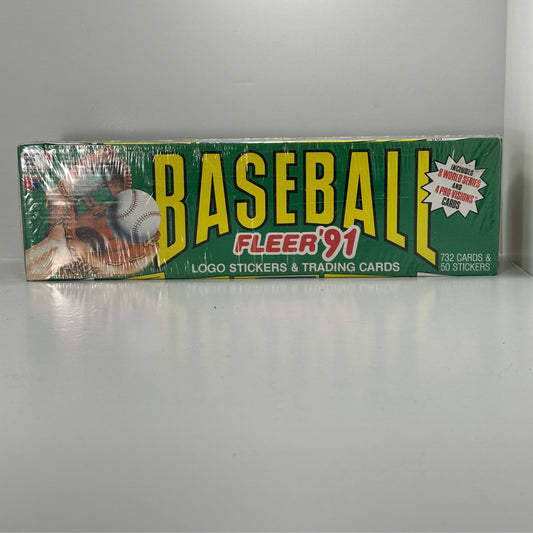 BASEBALL
FLEER '91
LOGO STICKERS & TRADING CARDS
INCLUDES
8 WORLD SERIES
AND
4 PRO-VISIONS
CARDS
732 CARDS &
50 STICKERS